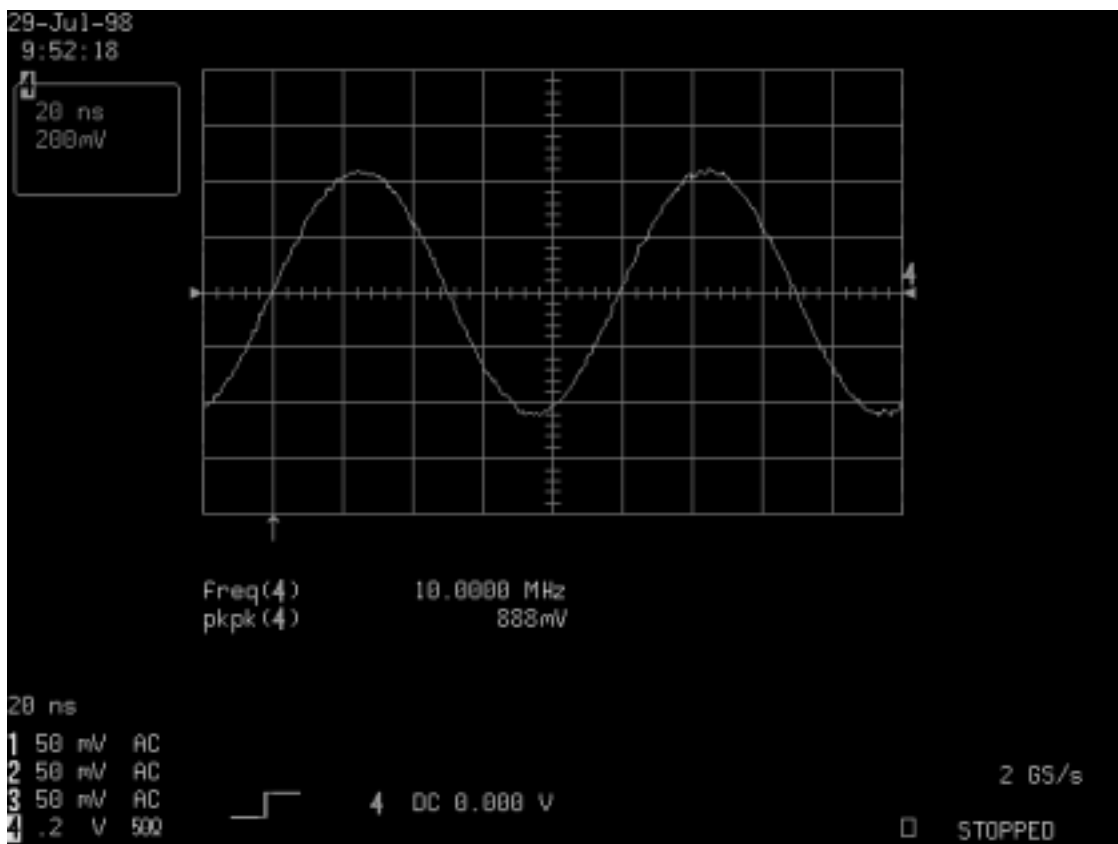 29-Jul-98
9:52:18
4
20 ns
200mV
4
Freq(4) 10.0000 MHz
pkpk(4) 888mV
20 ns
1 50 mV AC
2 50 mV AC
3 50 mV AC
4 .2 V 50Ω
4 DC 0.000 V
2 GS/s
STOPPED